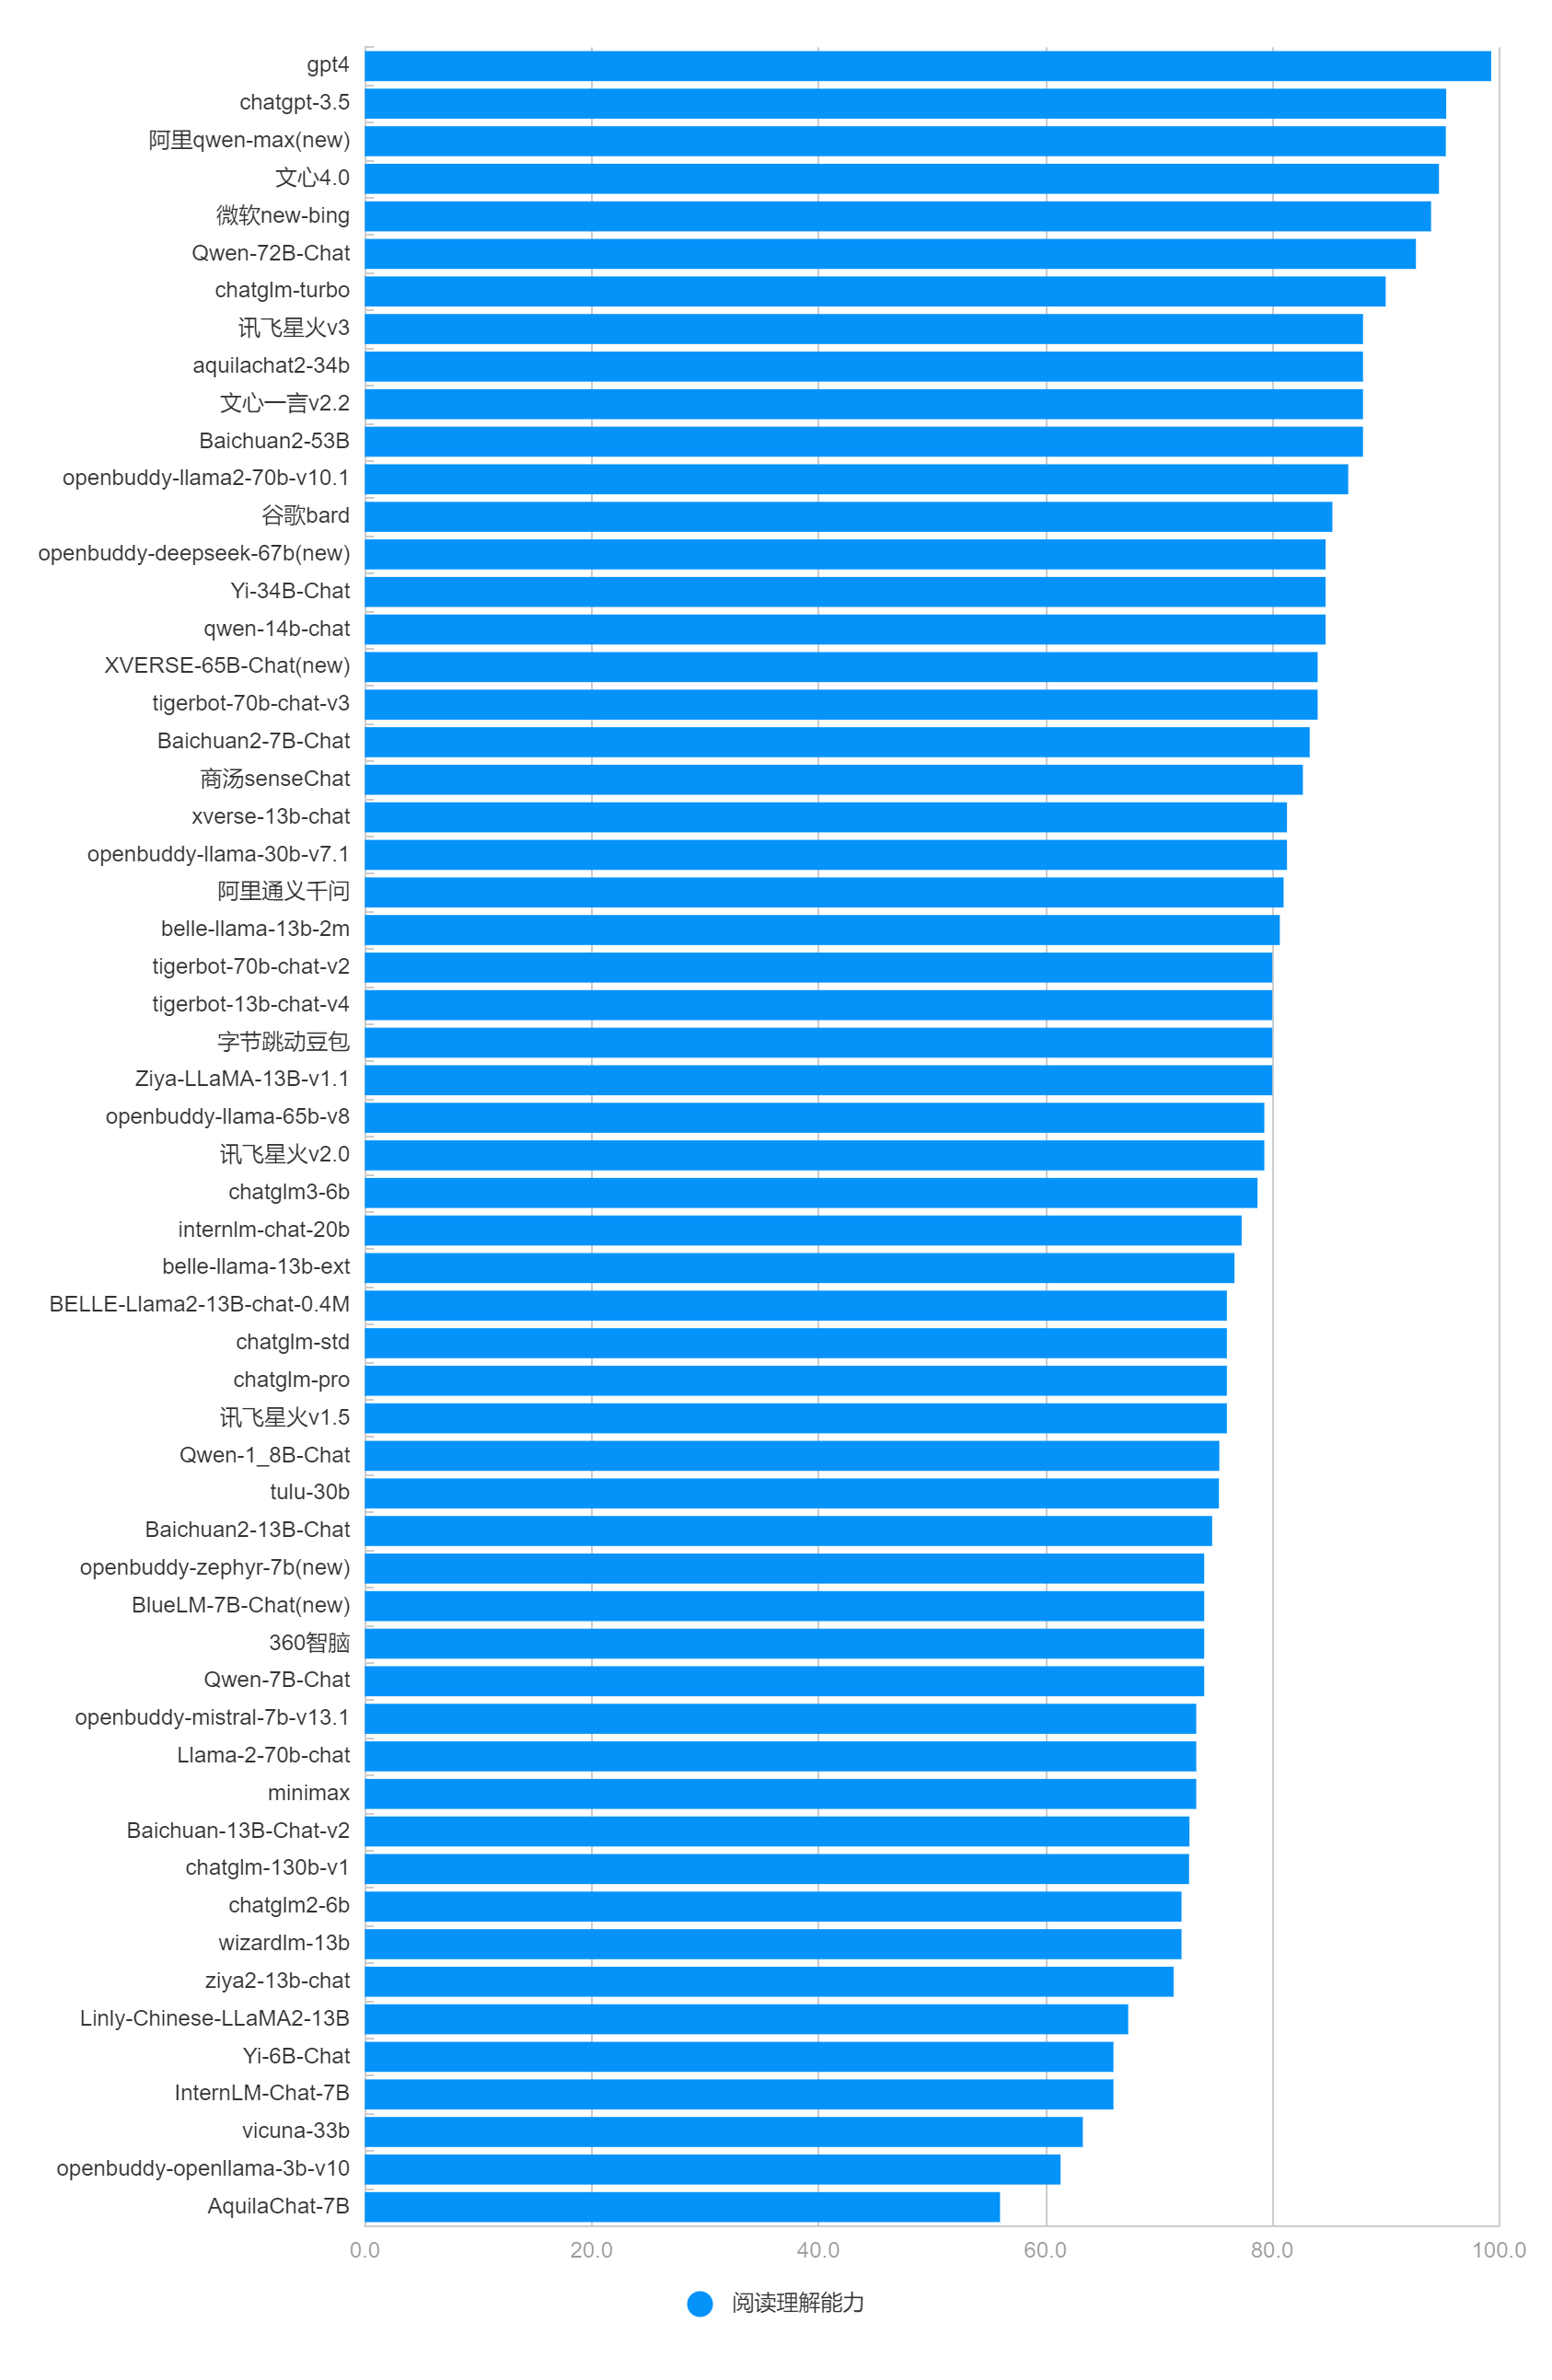 gpt4
chatgpt-3.5
阿里qwen-max(new)
文心4.0
微软new-bing
Qwen-72B-Chat
chatglm-turbo
讯飞星火v3
aquilachat2-34b
文心一言v2.2
Baichuan2-53B
openbuddy-llama2-70b-v10.1
谷歌bard
openbuddy-deepseek-67b(new)
Yi-34B-Chat
qwen-14b-chat
XVERSE-65B-Chat(new)
tigerbot-70b-chat-v3
Baichuan2-7B-Chat
商汤senseChat
xverse-13b-chat
openbuddy-llama-30b-v7.1
阿里通义千问
belle-llama-13b-2m
tigerbot-70b-chat-v2
tigerbot-13b-chat-v4
字节跳动豆包
Ziya-LLaMA-13B-v1.1
openbuddy-llama-65b-v8
讯飞星火v2.0
chatglm3-6b
internlm-chat-20b
belle-llama-13b-ext
BELLE-Llama2-13B-chat-0.4M
chatglm-std
chatglm-pro
讯飞星火v1.5
Qwen-1_8B-Chat
tulu-30b
Baichuan2-13B-Chat
openbuddy-zephyr-7b(new)
BlueLM-7B-Chat(new)
360智脑
Qwen-7B-Chat
openbuddy-mistral-7b-v13.1
Llama-2-70b-chat
minimax
Baichuan-13B-Chat-v2
chatglm-130b-v1
chatglm2-6b
wizardlm-13b
ziya2-13b-chat
Linly-Chinese-LLaMA2-13B
Yi-6B-Chat
InternLM-Chat-7B
vicuna-33b
openbuddy-openllama-3b-v10
AquilaChat-7B
0.0 20.0 40.0 60.0 80.0 100.0
阅读理解能力